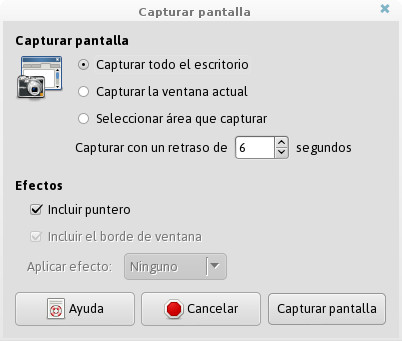 Capturar pantalla
Capturar pantalla
Capturar todo el escritorio
Capturar la ventana actual
Seleccionar área que capturar
Capturar con un retraso de 6 segundos
Efectos
Incluir puntero
Incluir el borde de ventana
Aplicar efecto: Ninguno
Ayuda Cancelar Capturar pantalla